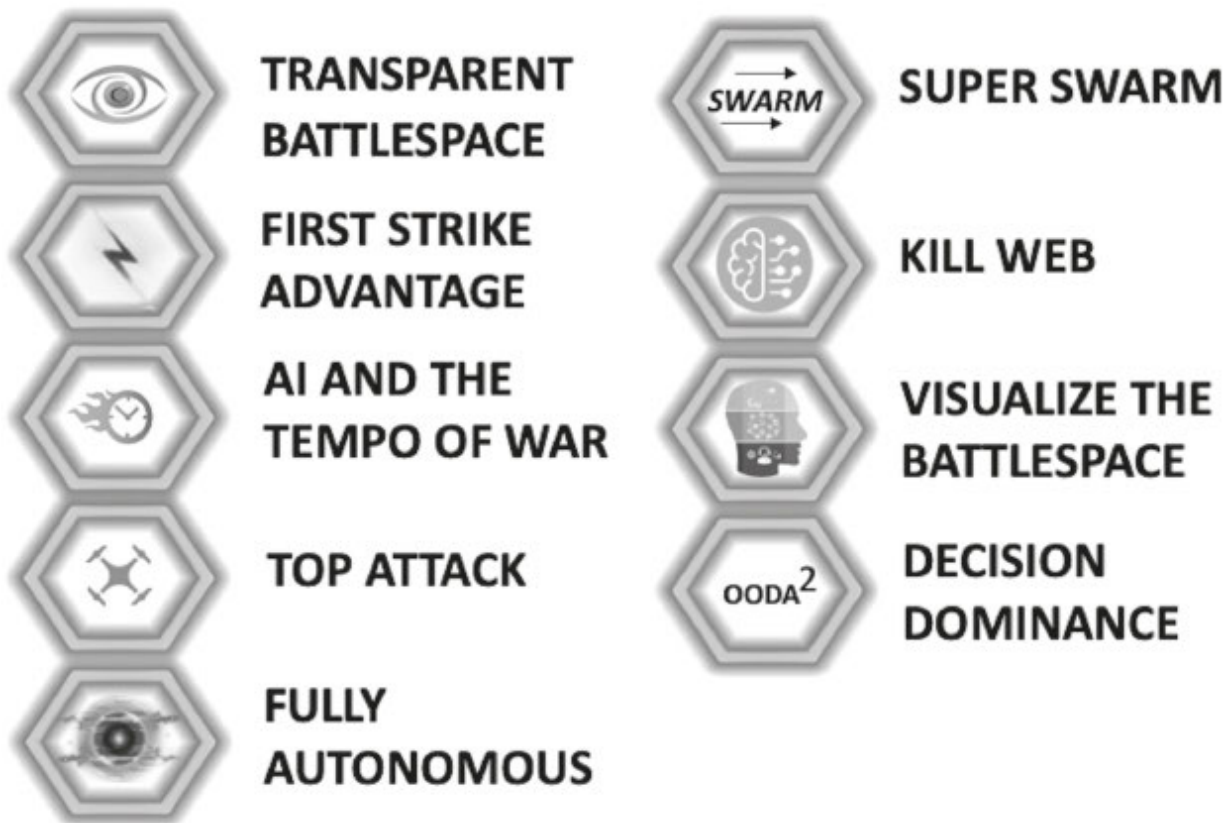 TRANSPARENT
BATTLESPACE
FIRST STRIKE
ADVANTAGE
AI AND THE
TEMPO OF WAR
TOP ATTACK
FULLY
AUTONOMOUS
SWARM
SUPER SWARM
KILL WEB
VISUALIZE THE
BATTLESPACE
OODA²
DECISION
DOMINANCE